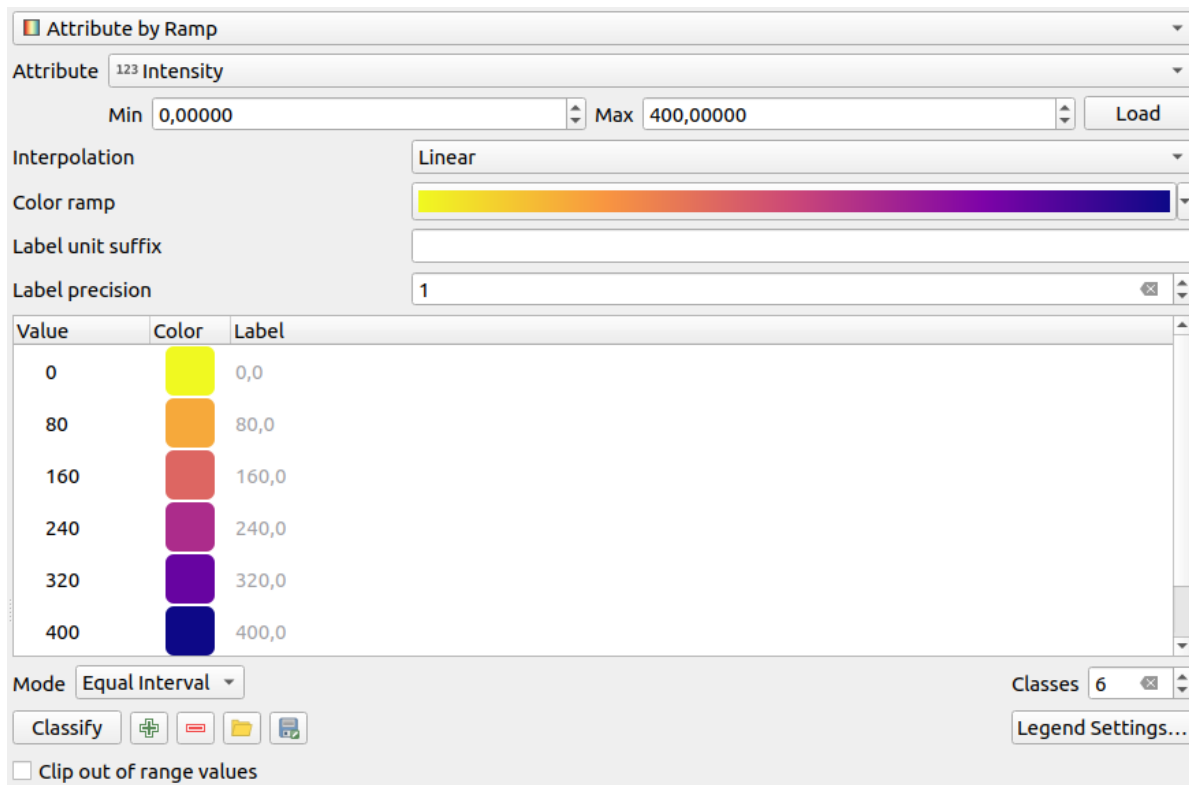 Attribute by Ramp
Attribute 123 Intensity
Min 0,00000 Max 400,00000 Load
Interpolation Linear
Color ramp
Label unit suffix
Label precision 1
Value Color Label
0 0,0
80 80,0
160 160,0
240 240,0
320 320,0
400 400,0
Mode Equal Interval Classes 6
Classify Legend Settings...
Clip out of range values